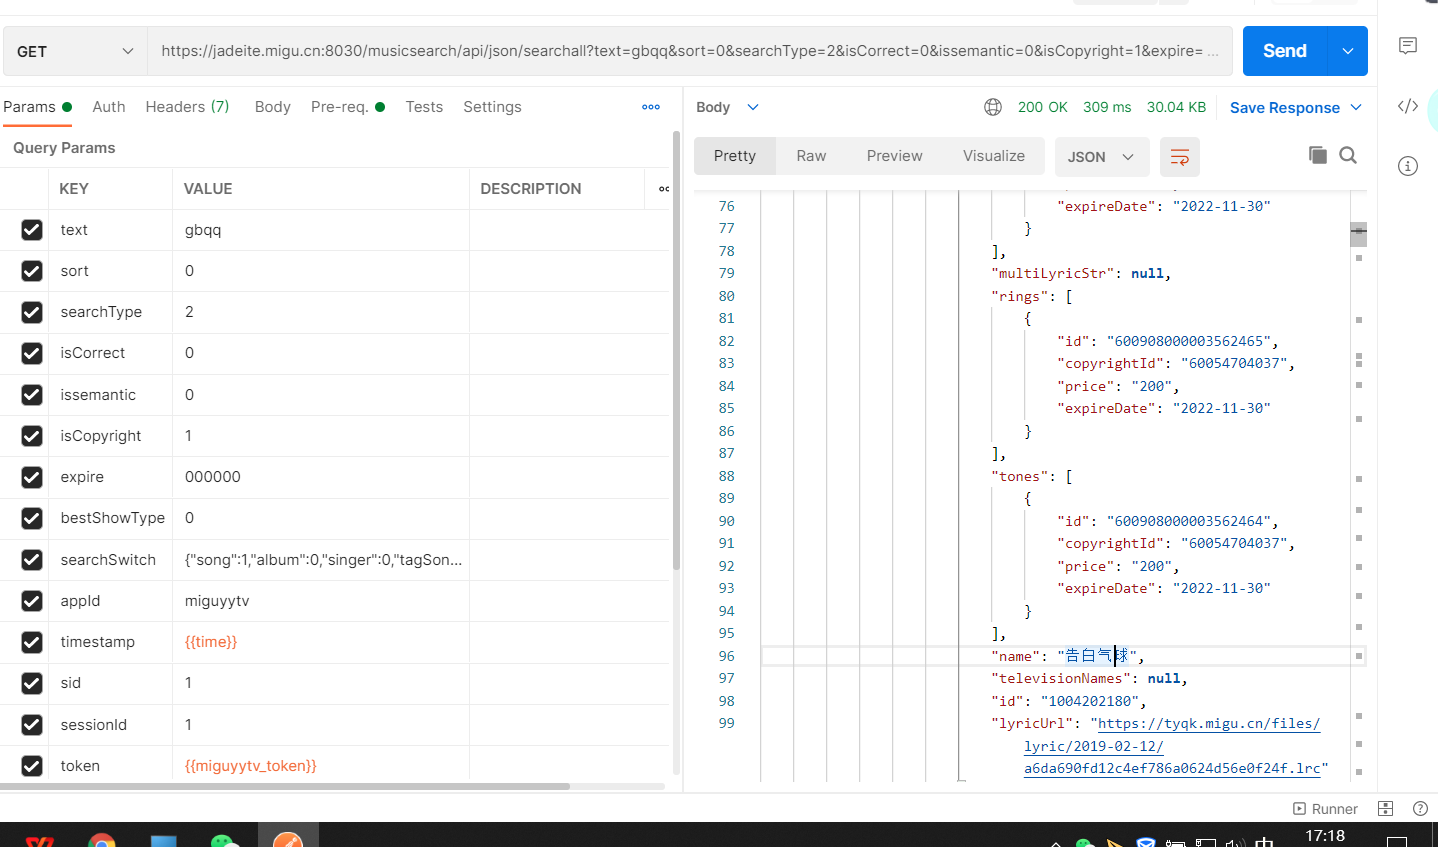 GET
https://jadeite.migu.cn:8030/musicsearch/api/json/searchall?text=gbqq&sort=0&searchType=2&isCorrect=0&issemantic=0&isCopyright=1&expire= ...
Send
Params
Auth
Headers (7)
Body
Pre-req.
Tests
Settings
Query Params
KEY VALUE DESCRIPTION
text gbqq
sort 0
searchType 2
isCorrect 0
issemantic 0
isCopyright 1
expire 000000
bestShowType 0
searchSwitch {"song":1,"album":0,"singer":0,"tagSon...
appId miguyytv
timestamp {{time}}
sid 1
sessionId 1
token {{miguyytv_token}}
Body
200 OK 309 ms 30.04 KB Save Response
Pretty Raw Preview Visualize JSON
76 "expireDate": "2022-11-30"
77 }
78 ],
79 "multiLyricStr": null,
80 "rings": [
81 {
82 "id": "600908000003562465",
83 "copyrightId": "60054704037",
84 "price": "200",
85 "expireDate": "2022-11-30"
86 }
87 ],
88 "tones": [
89 {
90 "id": "600908000003562464",
91 "copyrightId": "60054704037",
92 "price": "200",
93 "expireDate": "2022-11-30"
94 }
95 ],
96 "name": "告白气球",
97 "televisionNames": null,
98 "id": "1004202180",
99 "lyricUrl": "https://tyqk.migu.cn/files/
lyric/2019-02-12/
a6da690fd12c4ef786a0624d56e0f24f.lrc"
Runner
中
17:18